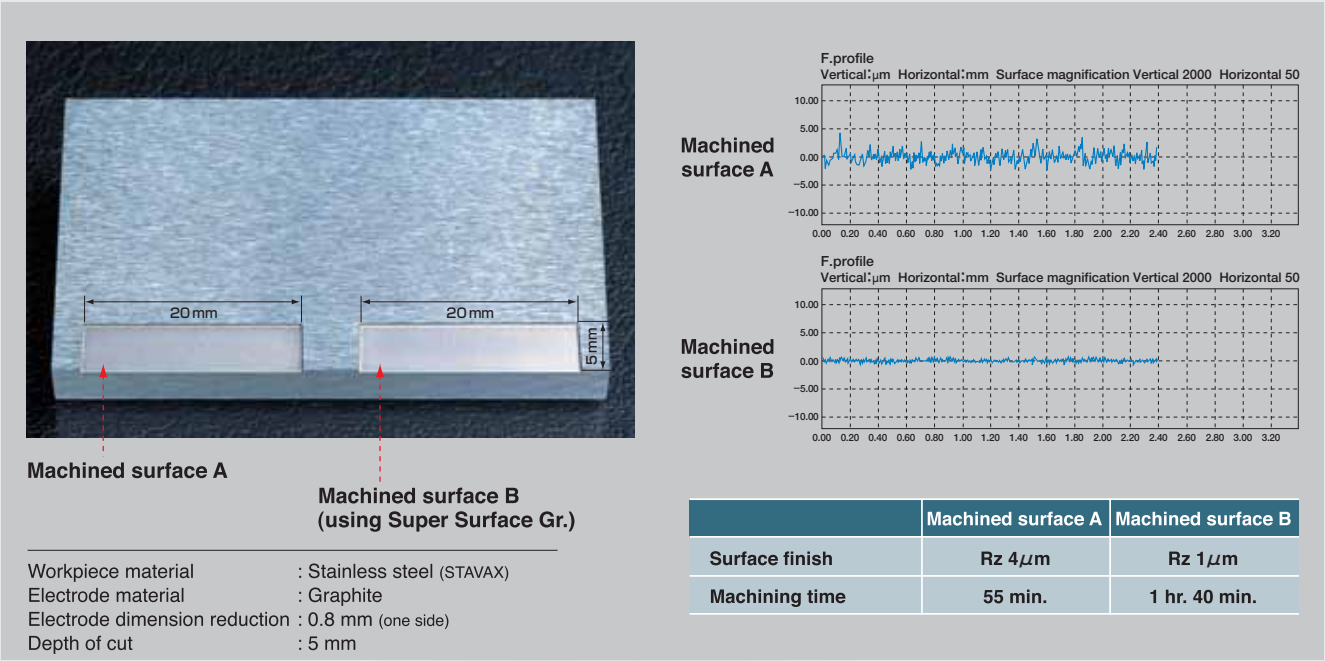 20 mm
20 mm
5 mm
Machined surface A
Machined surface B
(using Super Surface Gr.)
Workpiece material : Stainless steel (STAVAX)
Electrode material : Graphite
Electrode dimension reduction : 0.8 mm (one side)
Depth of cut : 5 mm
F.profile
Vertical:μm Horizontal:mm Surface magnification Vertical 2000 Horizontal 50
Machined
surface A
10.00
5.00
0.00
−5.00
−10.00
0.00 0.20 0.40 0.60 0.80 1.00 1.20 1.40 1.60 2.00 2.00 2.20 2.40 2.60 2.80 3.00 3.20
F.profile
Vertical:μm Horizontal:mm Surface magnification Vertical 2000 Horizontal 50
Machined
surface B
10.00
5.00
0.00
−5.00
−10.00
0.00 0.20 0.40 0.60 0.80 1.00 1.20 1.40 1.60 2.00 2.00 2.20 2.40 2.60 2.80 3.00 3.20
Machined surface A Machined surface B
Surface finish Rz 4μm Rz 1μm
Machining time 55 min. 1 hr. 40 min.